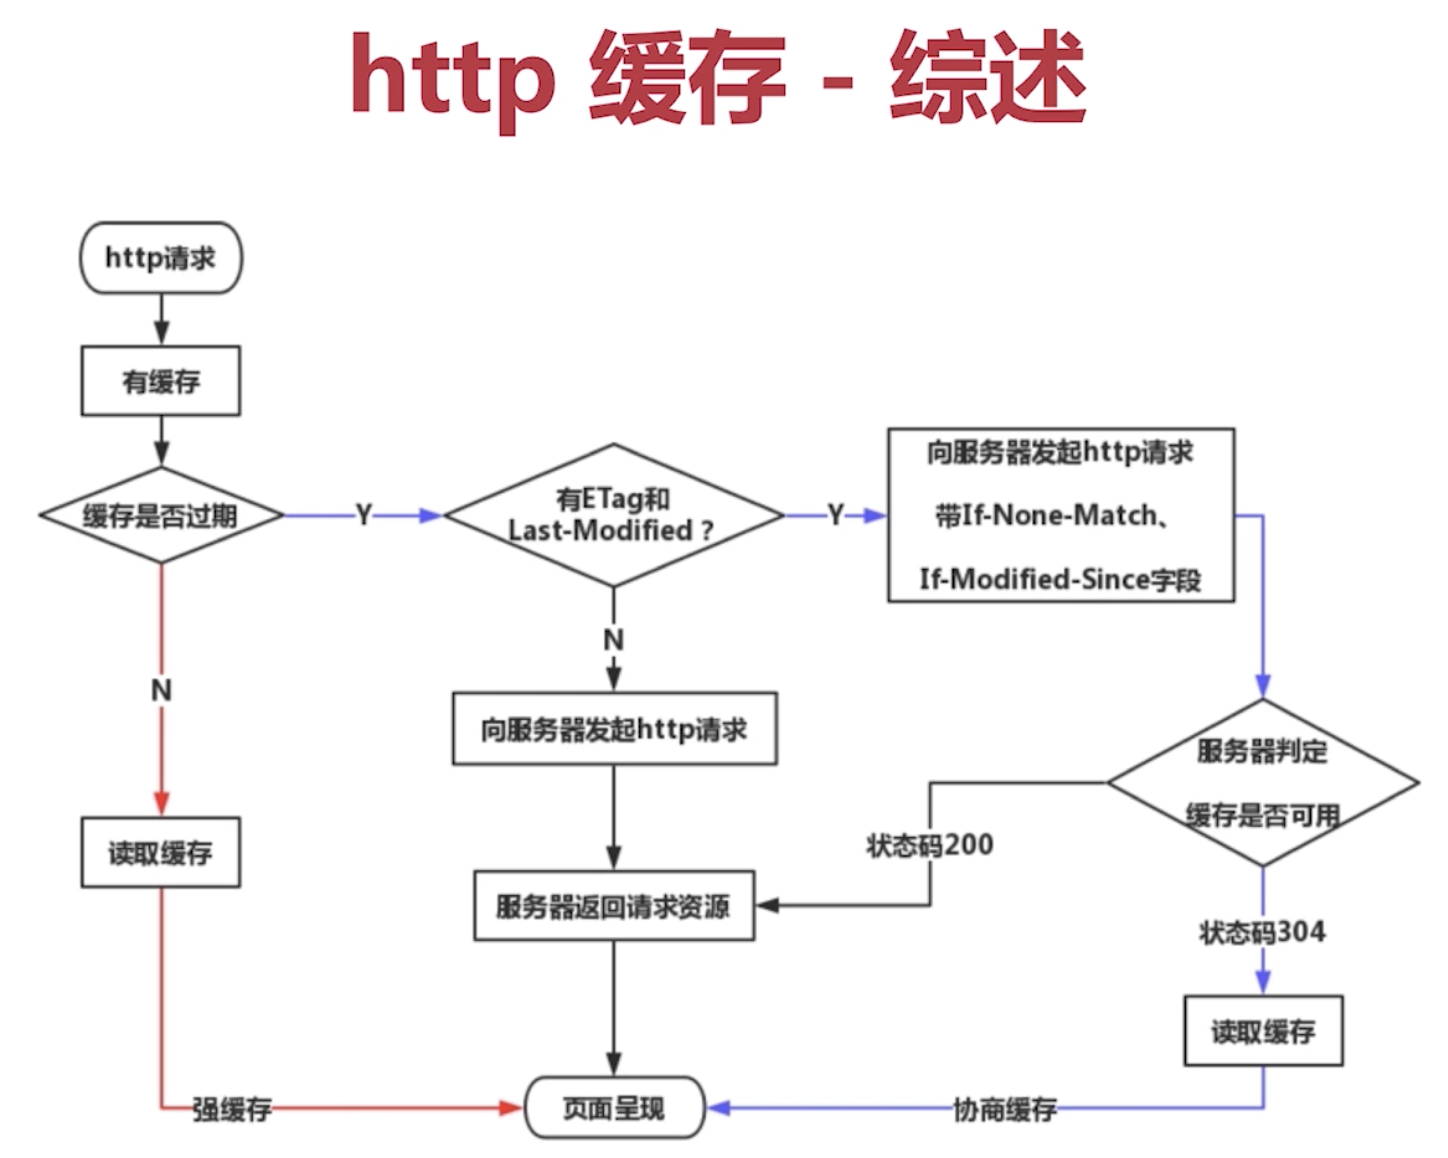 http 缓存 - 综述
http请求
有缓存
缓存是否过期
Y
有ETag和
Last-Modified？
Y
向服务器发起http请求
带If-None-Match、
If-Modified-Since字段
N
N
向服务器发起http请求
服务器判定
缓存是否可用
读取缓存
状态码200
服务器返回请求资源
状态码304
读取缓存
强缓存
页面呈现
协商缓存